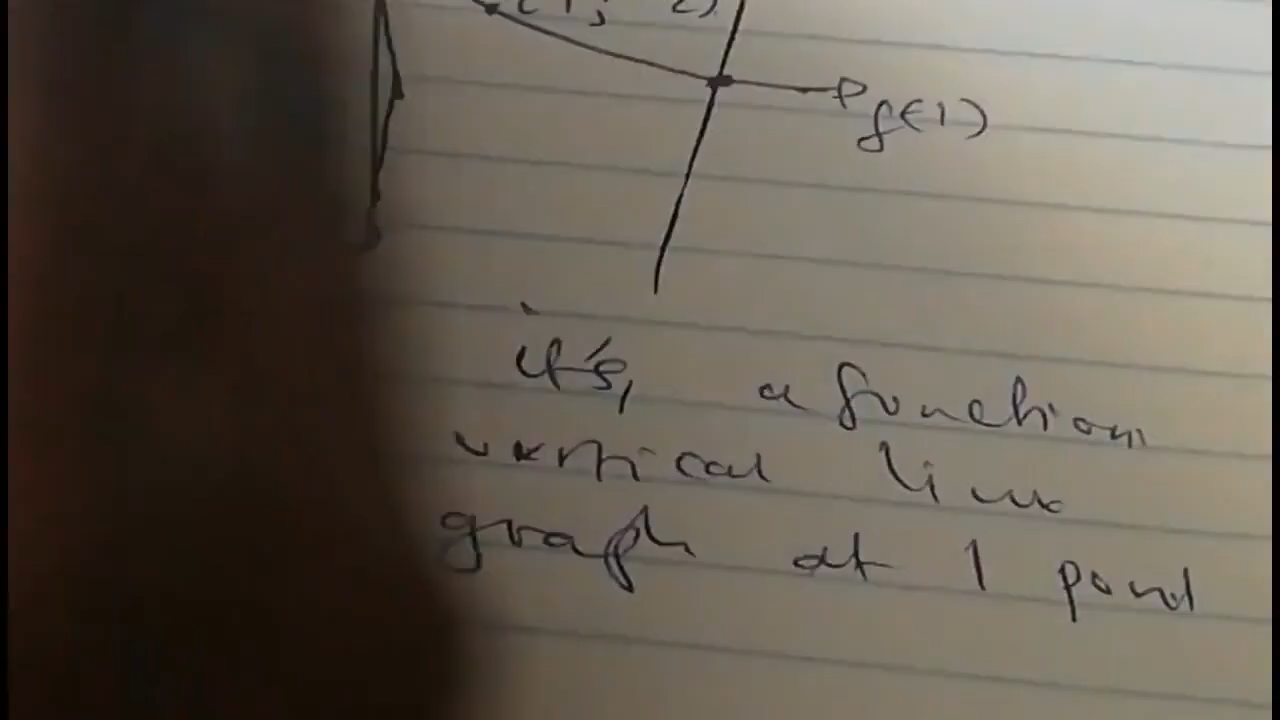 f(1)
it's, a function
vertical line
graph at 1 point